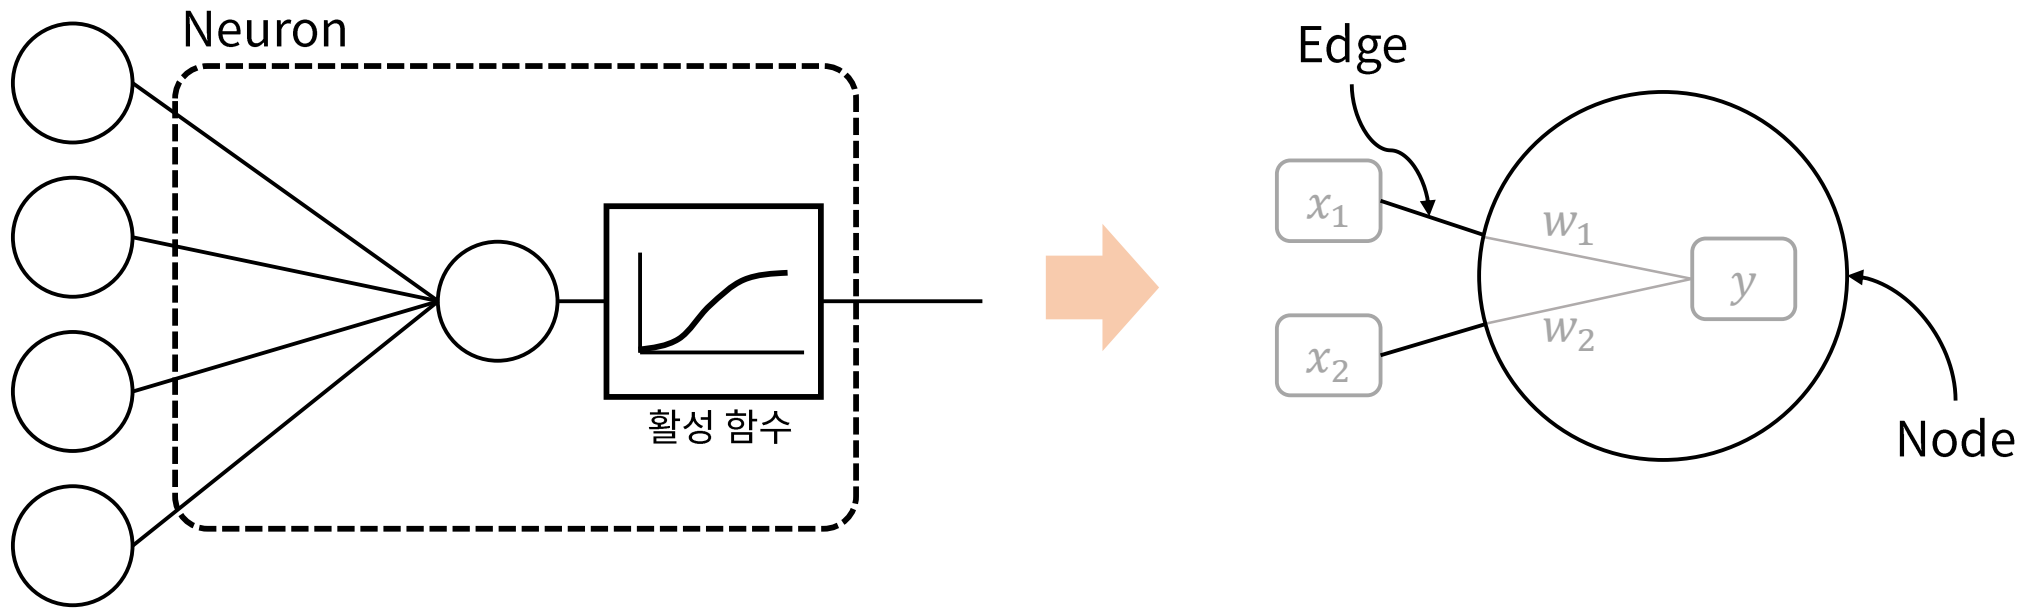 Neuron
활성 함수
Edge
x₁
w₁
y
x₂
w₂
Node